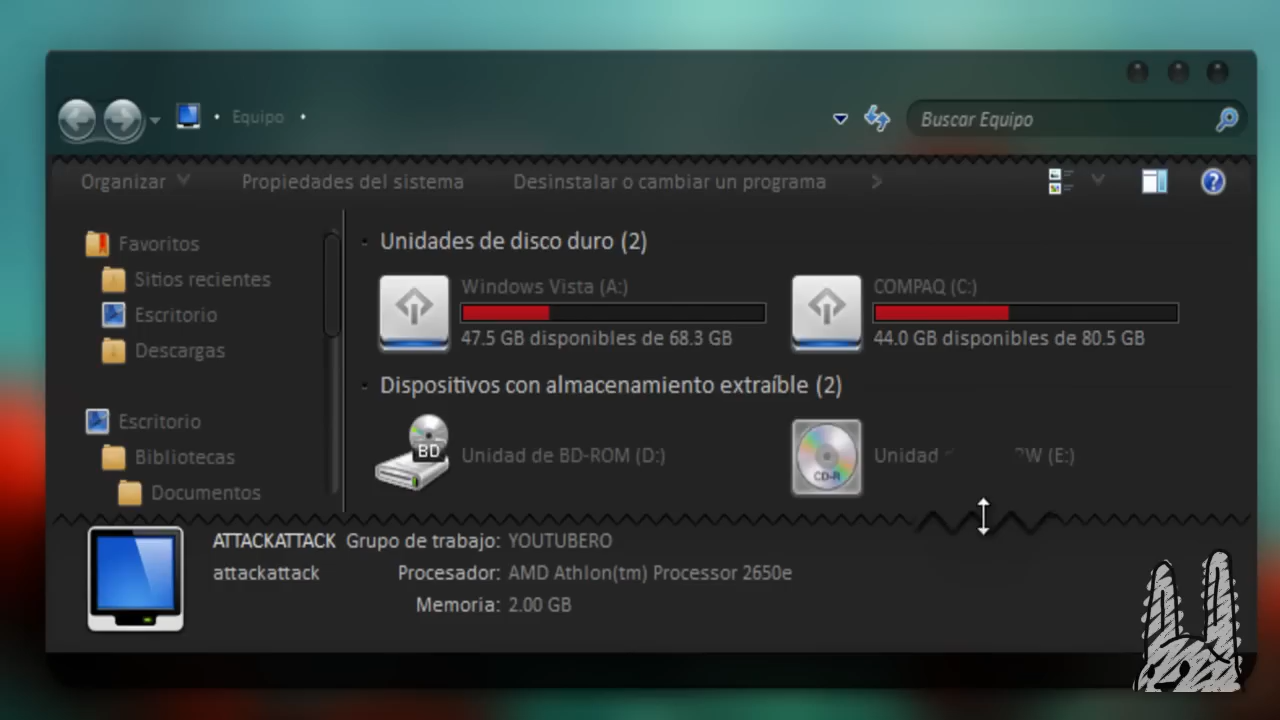 Equipo
Buscar Equipo
Organizar
Propiedades del sistema
Desinstalar o cambiar un programa
Favoritos
Sitios recientes
Escritorio
Descargas
Escritorio
Bibliotecas
Documentos
Unidades de disco duro (2)
Windows Vista (A:)
47.5 GB disponibles de 68.3 GB
COMPAQ (C:)
44.0 GB disponibles de 80.5 GB
Dispositivos con almacenamiento extraíble (2)
BD
Unidad de BD-ROM (D:)
CD-R
Unidad (E:)
ATTACKATTACK Grupo de trabajo: YOUTUBERO
attackattack Procesador: AMD Athlon(tm) Processor 2650e
Memoria: 2.00 GB